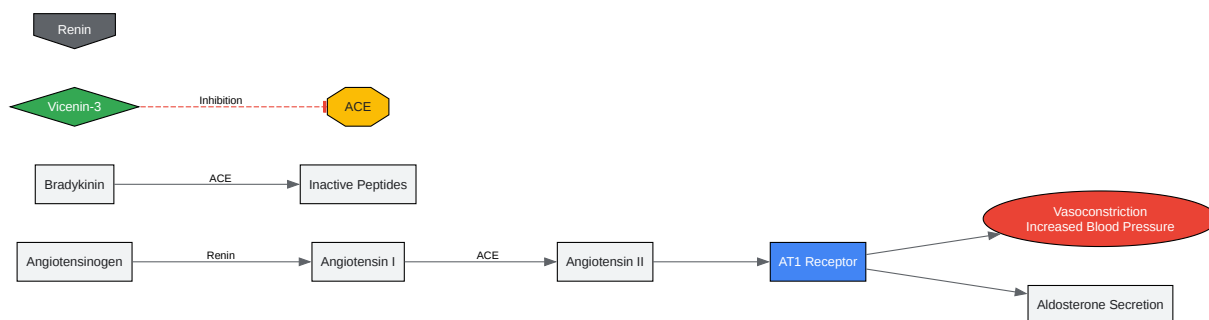 Renin
Vicenin-3
Inhibition
ACE
Bradykinin
ACE
Inactive Peptides
Angiotensinogen
Renin
Angiotensin I
ACE
Angiotensin II
AT1 Receptor
Vasoconstriction
Increased Blood Pressure
Aldosterone Secretion